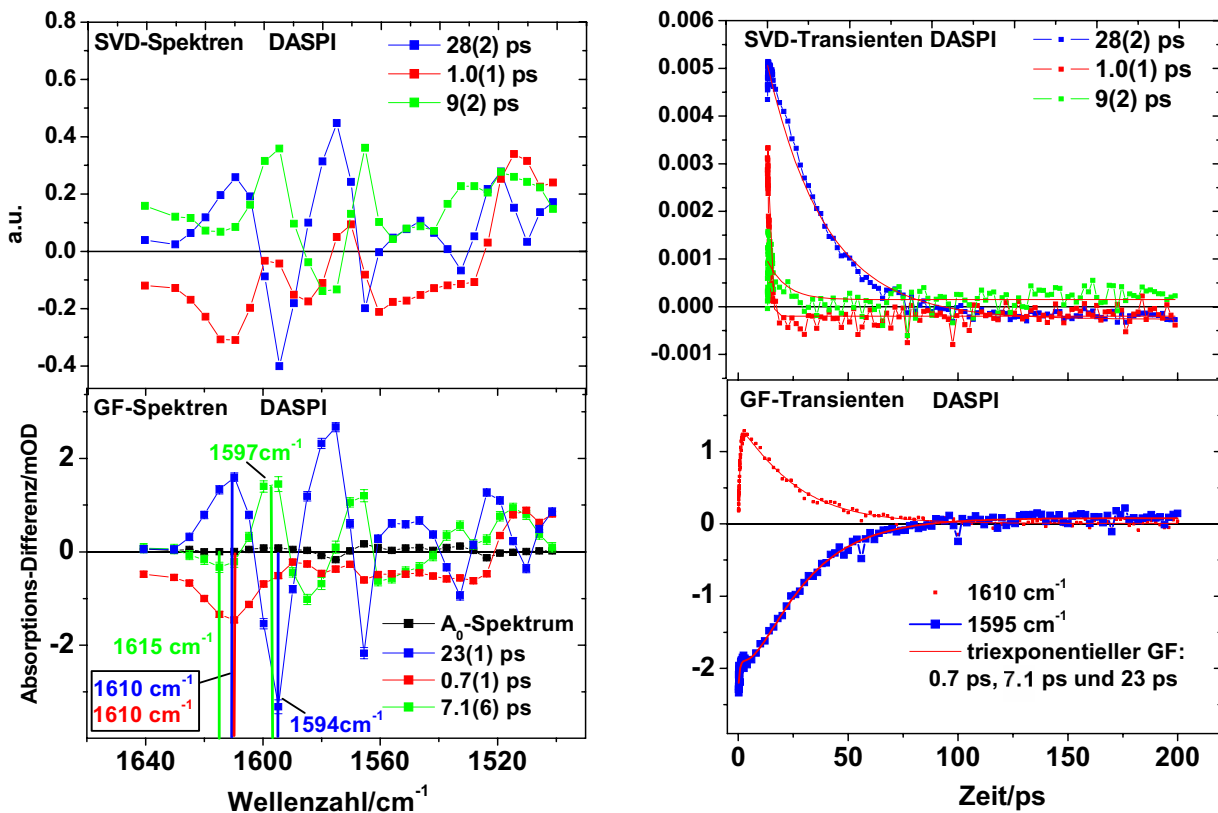 0.8
0.6
0.4
0.2
0.0
-0.2
-0.4
a.u.
SVD-Spektren DASPI
28(2) ps
1.0(1) ps
9(2) ps
0.006
0.005
0.004
0.003
0.002
0.001
0.000
-0.001
SVD-Transienten DASPI
28(2) ps
1.0(1) ps
9(2) ps
2
0
-2
Absorptions-Differenz/mOD
GF-Spektren DASPI
1597cm⁻¹
1615 cm⁻¹
1610 cm⁻¹
1610 cm⁻¹
1594cm⁻¹
A₀-Spektrum
23(1) ps
0.7(1) ps
7.1(6) ps
1640
1600
1560
1520
Wellenzahl/cm⁻¹
1
0
-1
-2
GF-Transienten DASPI
1610 cm⁻¹
1595 cm⁻¹
triexponentieller GF:
0.7 ps, 7.1 ps und 23 ps
0
50
100
150
200
Zeit/ps